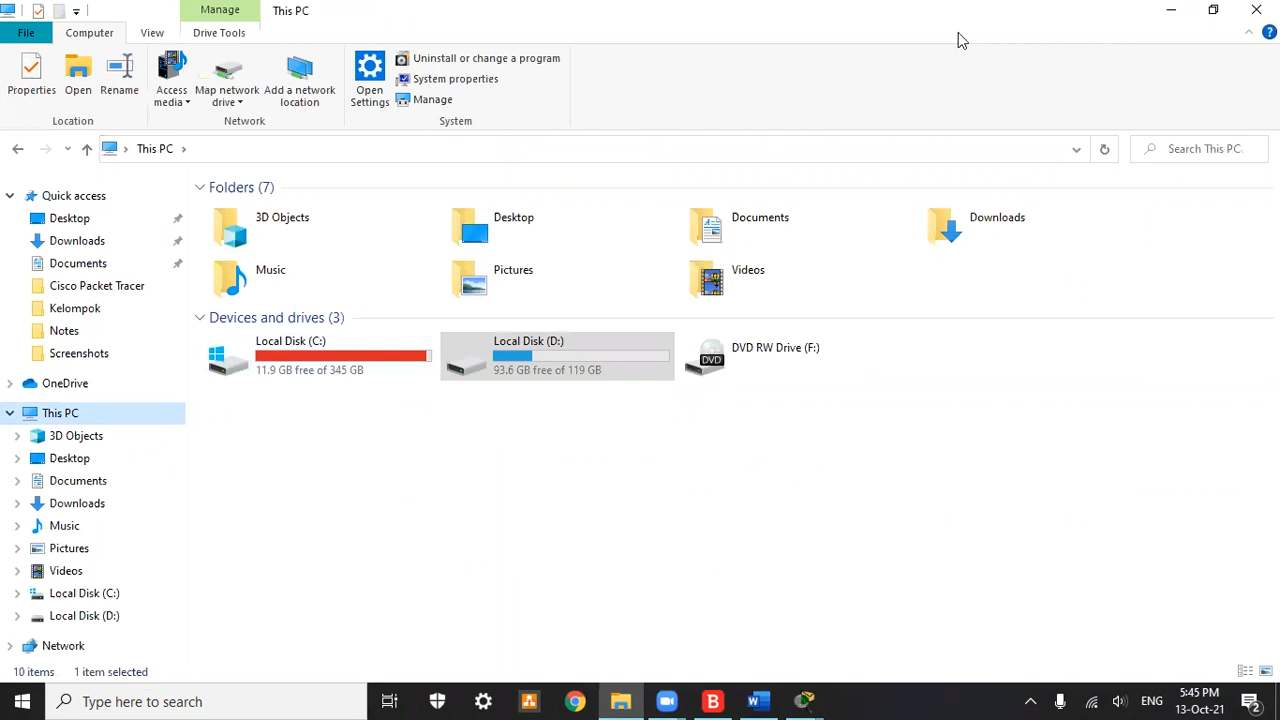 Manage
This PC
File
Computer
View
Drive Tools
Properties
Open
Rename
Access media
Map network drive
Add a network location
Open Settings
Uninstall or change a program
System properties
Manage
Location
Network
System
This PC
Search This PC
Quick access
Desktop
Downloads
Documents
Cisco Packet Tracer
Kelompok
Notes
Screenshots
OneDrive
This PC
3D Objects
Desktop
Documents
Downloads
Music
Pictures
Videos
Local Disk (C:)
Local Disk (D:)
Network
Folders (7)
3D Objects
Desktop
Documents
Downloads
Music
Pictures
Videos
Devices and drives (3)
Local Disk (C:)
11.9 GB free of 345 GB
Local Disk (D:)
93.6 GB free of 119 GB
DVD RW Drive (F:)
DVD
10 items
1 item selected
Type here to search
B
W
ENG
5:45 PM
13-Oct-21
2